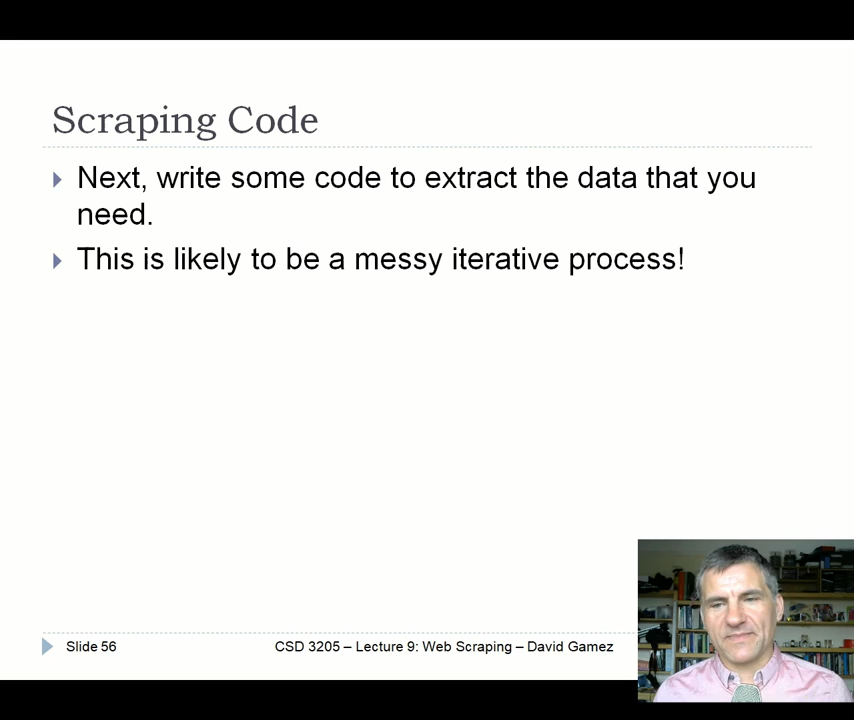 Scraping Code
Next, write some code to extract the data that you
need.
This is likely to be a messy iterative process!
Slide 56
CSD 3205 – Lecture 9: Web Scraping – David Gamez